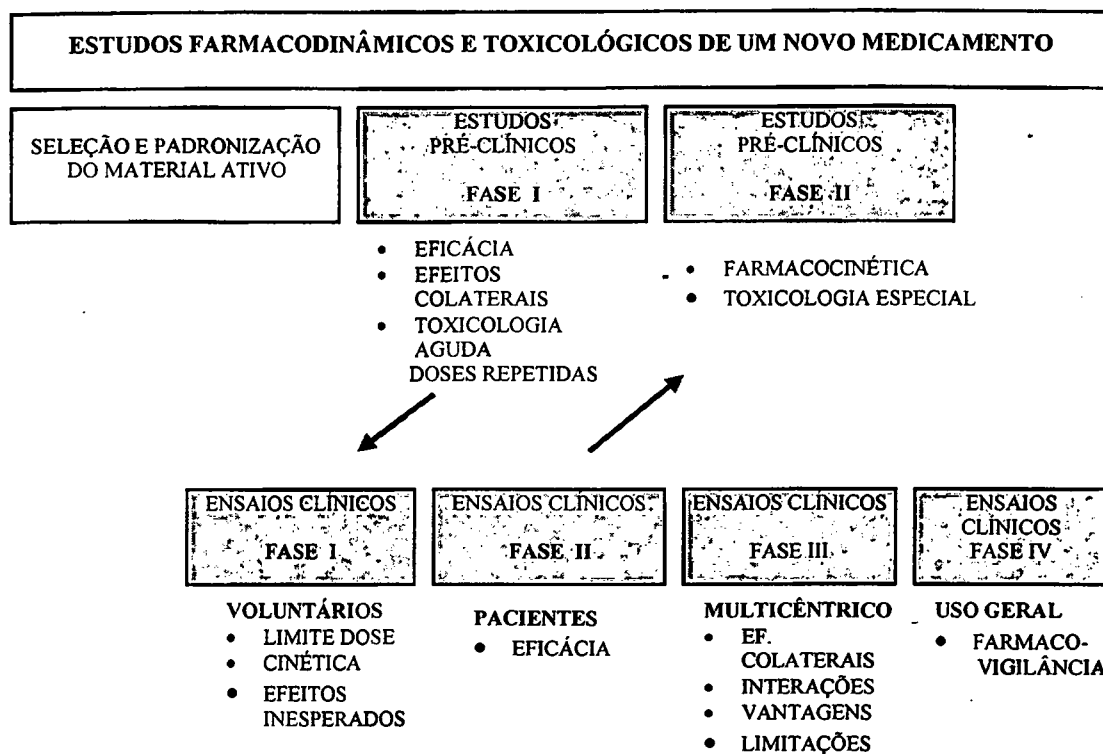 ESTUDOS FARMACODINÂMICOS E TOXICOLÓGICOS DE UM NOVO MEDICAMENTO
SELEÇÃO E PADRONIZAÇÃO
DO MATERIAL ATIVO
ESTUDOS
PRÉ-CLÍNICOS
FASE I
ESTUDOS
PRÉ-CLÍNICOS
FASE II
• EFICÁCIA
• EFEITOS
COLATERAIS
• TOXICOLOGIA
AGUDA
DOSES REPETIDAS
• FARMACOCINÉTICA
• TOXICOLOGIA ESPECIAL
ENSAIOS CLÍNICOS
FASE I
ENSAIOS CLÍNICOS
FASE II
ENSAIOS CLÍNICOS
FASE III
ENSAIOS
CLÍNICOS
FASE IV
VOLUNTÁRIOS
• LIMITE DOSE
• CINÉTICA
• EFEITOS
INESPERADOS
PACIENTES
• EFICÁCIA
MULTICÊNTRICO
• EF.
COLATERAIS
• INTERAÇÕES
• VANTAGENS
• LIMITAÇÕES
USO GERAL
• FARMACO-
VIGILÂNCIA